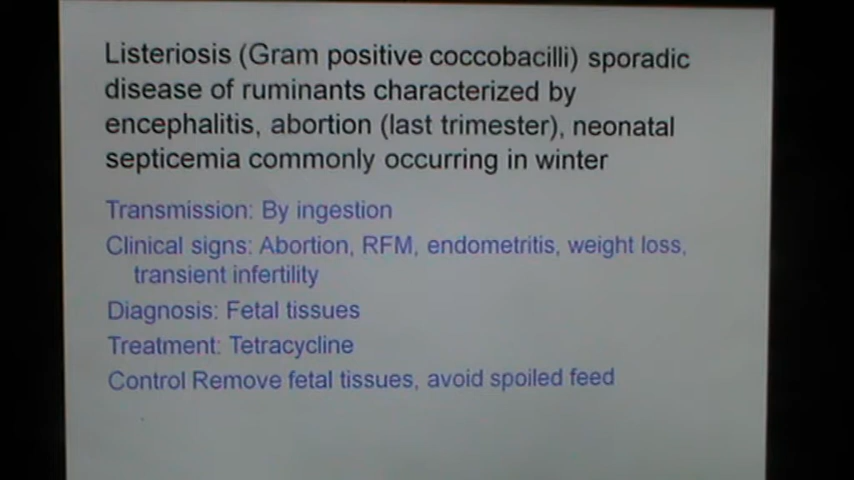 Listeriosis (Gram positive coccobacilli) sporadic
disease of ruminants characterized by
encephalitis, abortion (last trimester), neonatal
septicemia commonly occurring in winter
Transmission: By ingestion
Clinical signs: Abortion, RFM, endometritis, weight loss,
transient infertility
Diagnosis: Fetal tissues
Treatment: Tetracycline
Control Remove fetal tissues, avoid spoiled feed